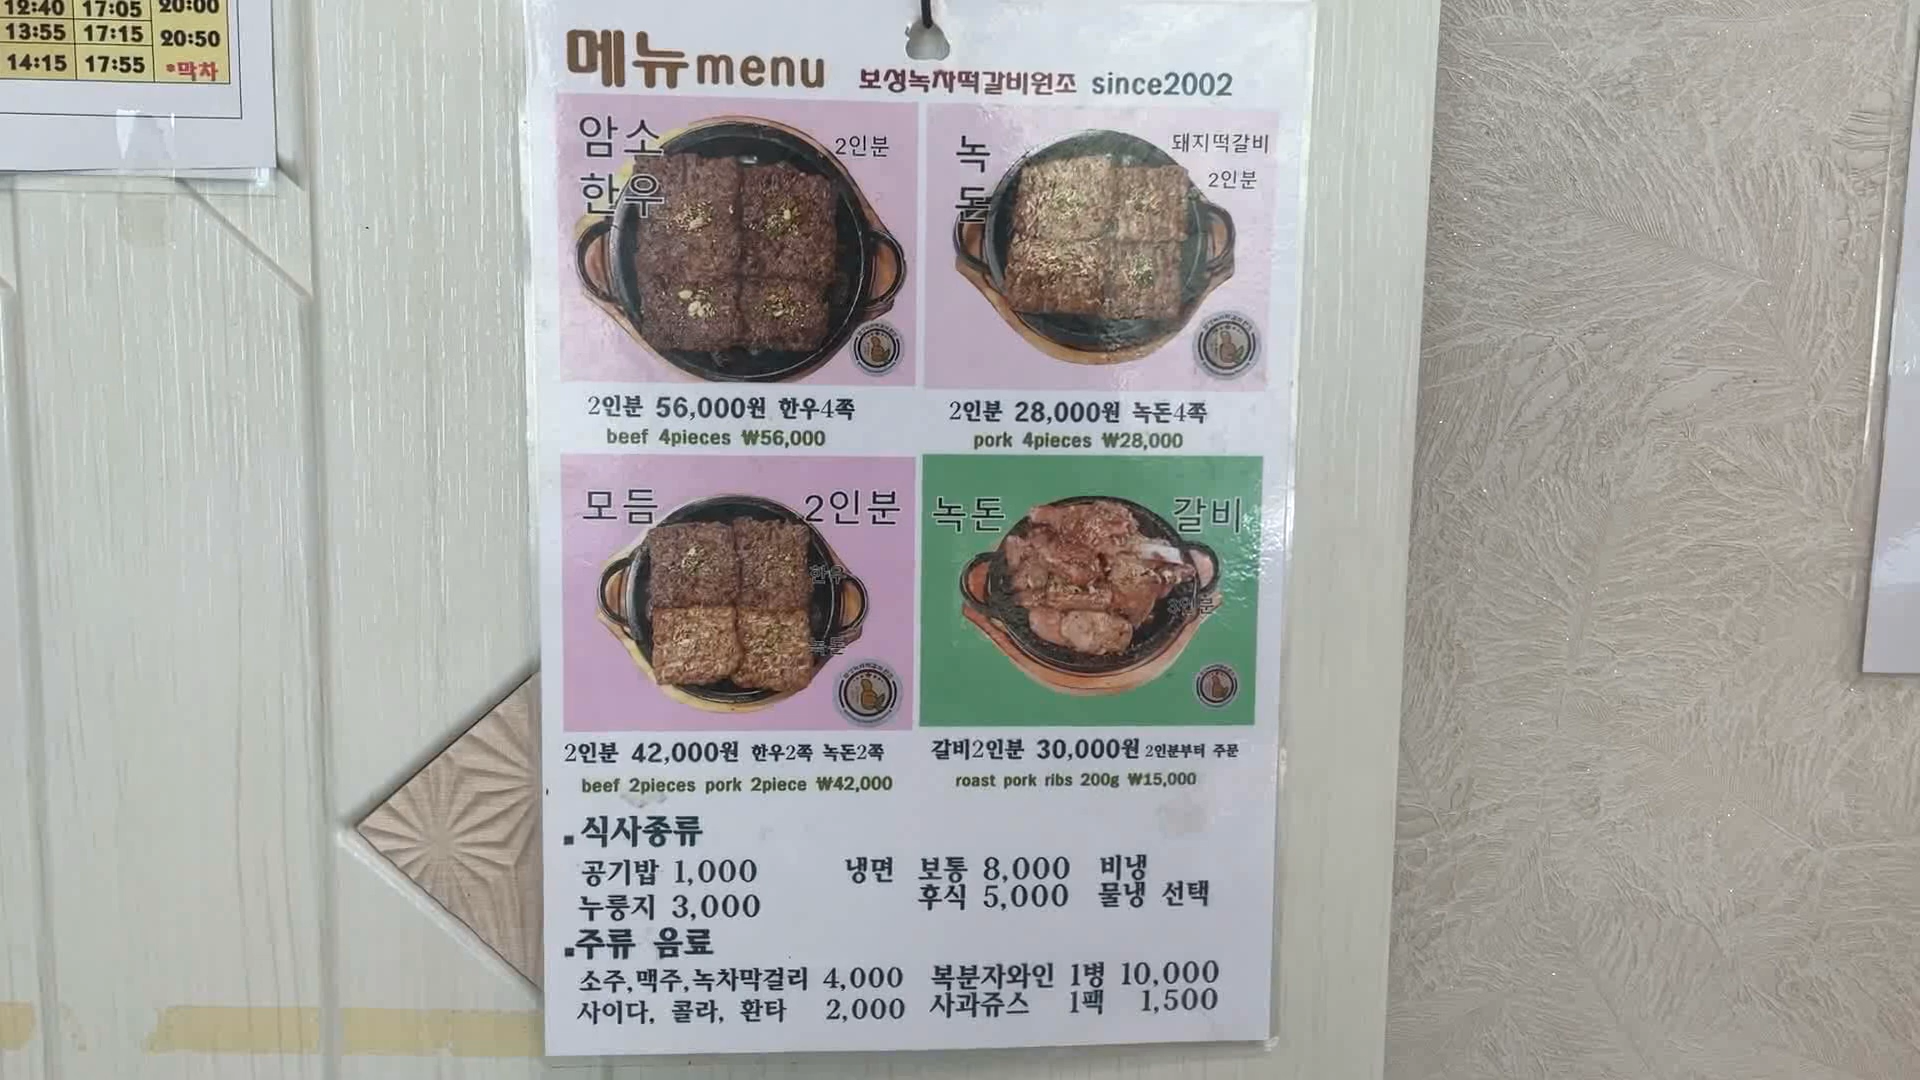 12:40 17:05 20:00
13:55 17:15 20:50
14:15 17:55 *막차
메뉴menu 보성녹차떡갈비원조 since2002
암소
한우
2인분
녹
돈
돼지떡갈비
2인분
2인분 56,000원 한우4쪽
beef 4pieces ₩56,000
2인분 28,000원 녹돈4쪽
pork 4pieces ₩28,000
모듬 2인분
한우
녹돈
녹돈 갈비
3인분
2인분 42,000원 한우2쪽 녹돈2쪽
beef 2pieces pork 2piece ₩42,000
갈비2인분 30,000원 2인분부터 주문
roast pork ribs 200g ₩15,000
■식사종류
공기밥 1,000 냉면 보통 8,000 비냉
누룽지 3,000 후식 5,000 물냉 선택
■주류 음료
소주,맥주,녹차막걸리 4,000 복분자와인 1병 10,000
사이다, 콜라, 환타 2,000 사과쥬스 1팩 1,500